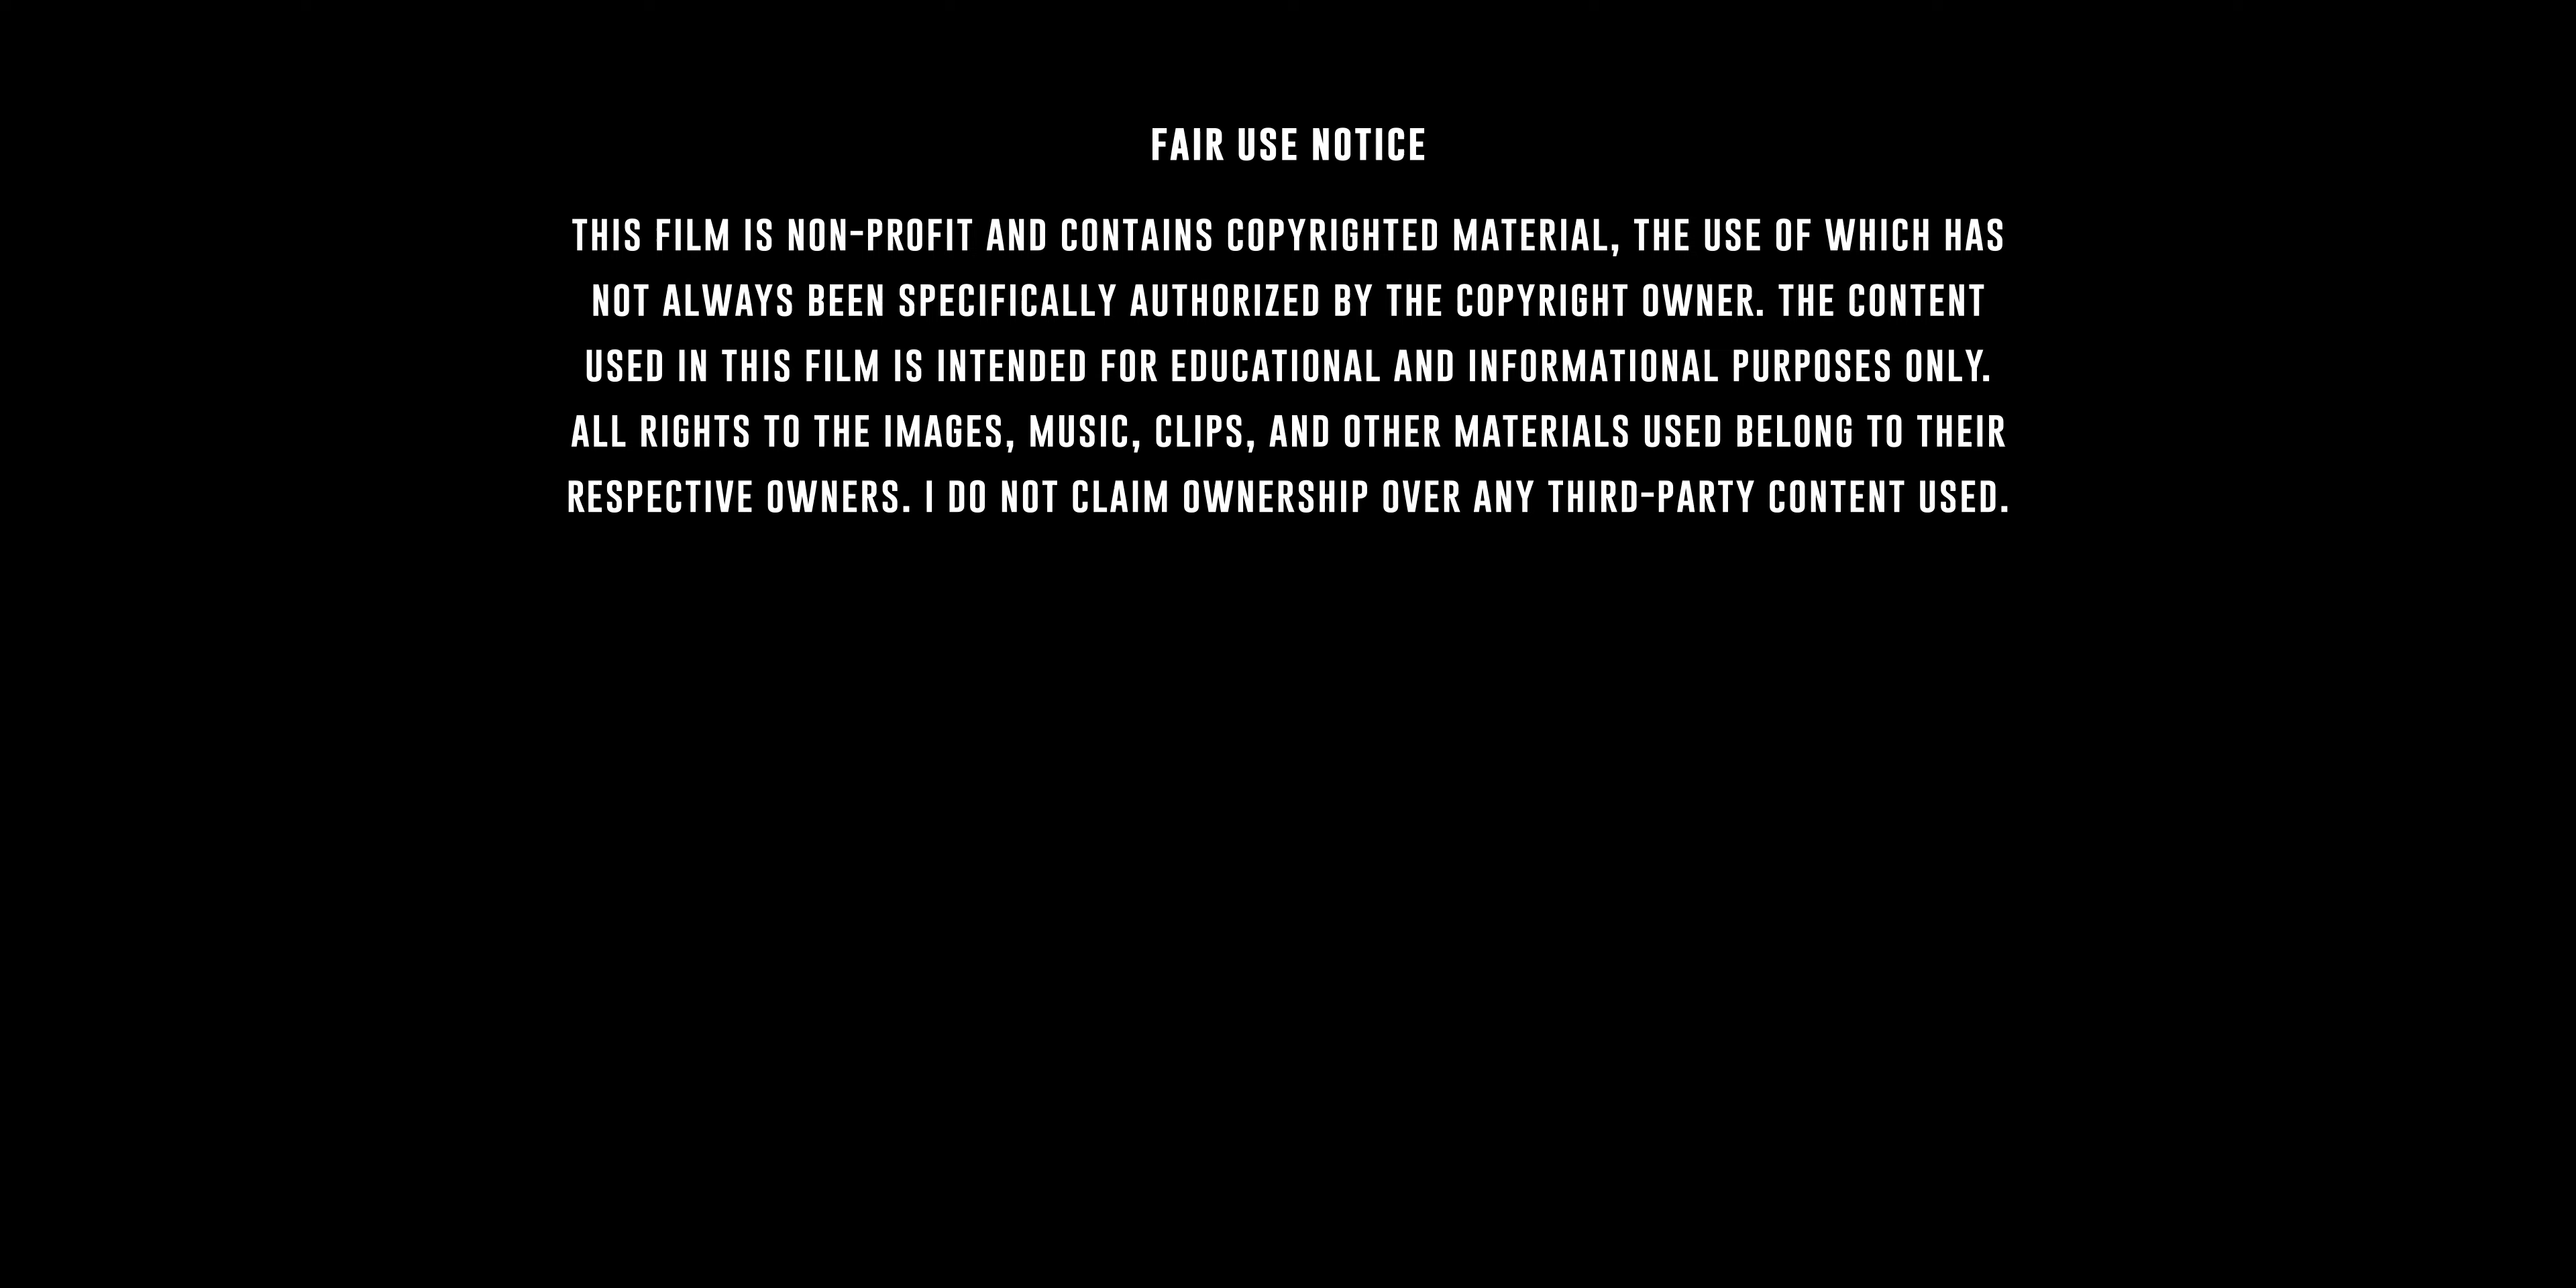 FAIR USE NOTICE
THIS FILM IS NON-PROFIT AND CONTAINS COPYRIGHTED MATERIAL, THE USE OF WHICH HAS
NOT ALWAYS BEEN SPECIFICALLY AUTHORIZED BY THE COPYRIGHT OWNER. THE CONTENT
USED IN THIS FILM IS INTENDED FOR EDUCATIONAL AND INFORMATIONAL PURPOSES ONLY.
ALL RIGHTS TO THE IMAGES, MUSIC, CLIPS, AND OTHER MATERIALS USED BELONG TO THEIR
RESPECTIVE OWNERS. I DO NOT CLAIM OWNERSHIP OVER ANY THIRD-PARTY CONTENT USED.